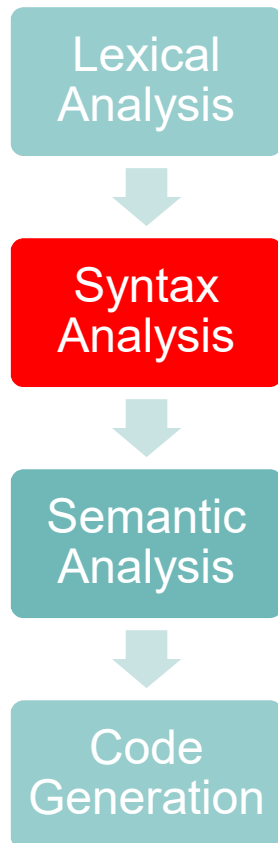 Lexical
Analysis
Syntax
Analysis
Semantic
Analysis
Code
Generation